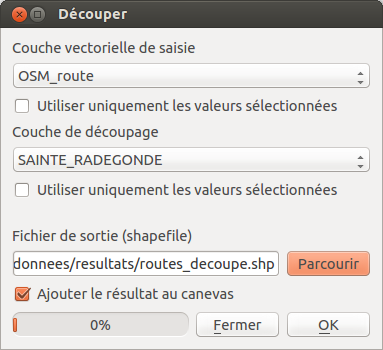 Découper
Couche vectorielle de saisie
OSM_route
Utiliser uniquement les valeurs sélectionnées
Couche de découpage
SAINTE_RADEGONDE
Utiliser uniquement les valeurs sélectionnées
Fichier de sortie (shapefile)
donnees/resultats/routes_decoupe.shp Parcourir
Ajouter le résultat au canevas
0% Fermer OK